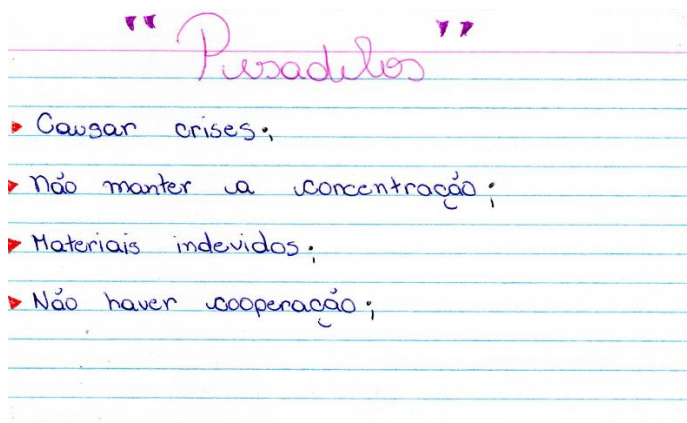 "Pesadelos"
Causar crises;
Não manter a concentração;
Materiais indevidos;
Não haver cooperação;